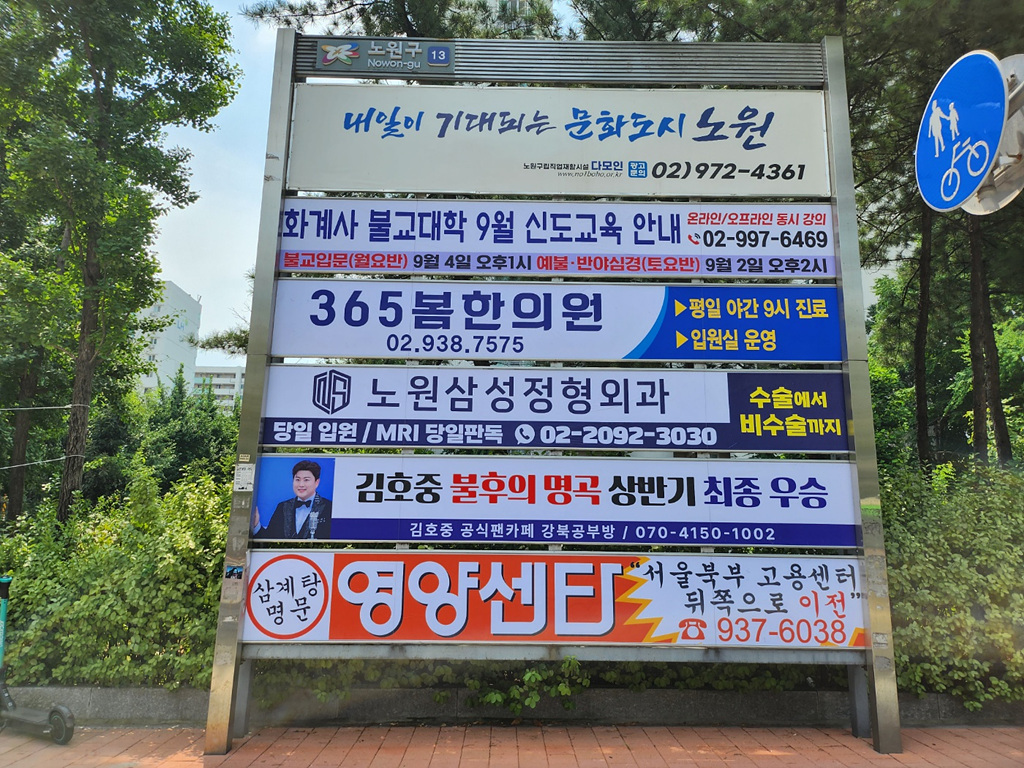 노원구 13
Nowon-gu
내일이 기대되는 문화도시 노원
노원구립직업재활시설 다모인 광고문의 02)972-4361
www.nowonboho.or.kr
화계사 불교대학 9월 신도교육 안내 온라인/오프라인 동시 강의
02-997-6469
불교입문(월요반) 9월 4일 오후1시 예불·반야심경(토요반) 9월 2일 오후2시
365봄한의원
02.938.7575
▶평일 야간 9시 진료
▶입원실 운영
노원삼성정형외과
당일 입원 / MRI 당일판독 02-2092-3030
수술에서
비수술까지
김호중 불후의 명곡 상반기 최종 우승
김호중 공식팬카페 강북공부방 / 070-4150-1002
삼계탕
명문
영양센타
"서울북부 고용센터
뒤쪽으로 이전"
937-6038